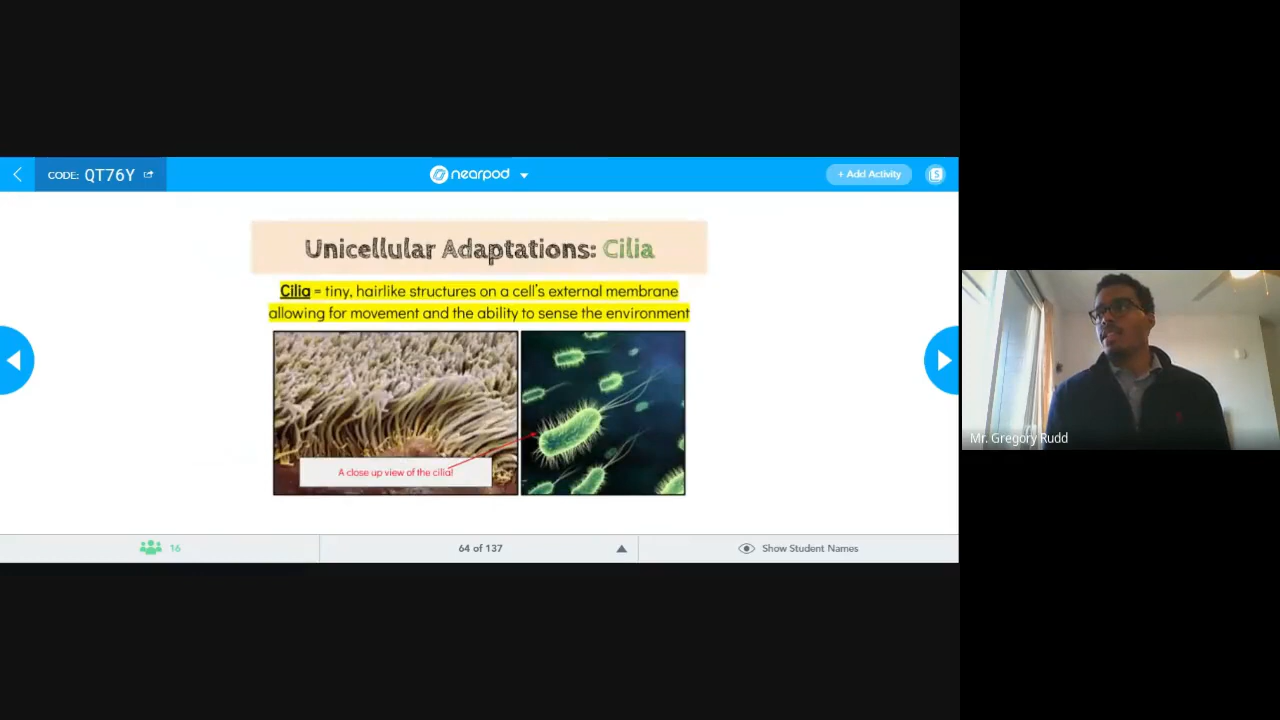 CODE: QT76Y
nearpod
+ Add Activity
S
Unicellular Adaptations: Cilia
Cilia = tiny, hairlike structures on a cell's external membrane
allowing for movement and the ability to sense the environment
A close up view of the cilia!
Mr. Gregory Rudd
16
64 of 137
Show Student Names